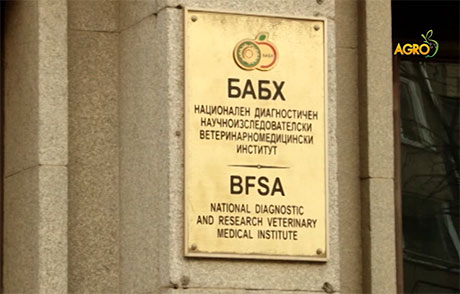 БАБХ
НАЦИОНАЛЕН ДИАГНОСТИЧЕН
НАУЧНОИЗСЛЕДОВАТЕЛСКИ
ВЕТЕРИНАРНОМЕДИЦИНСКИ
ИНСТИТУТ
BFSA
NATIONAL DIAGNOSTIC
AND RESEARCH VETERINARY
MEDICAL INSTITUTE
AGRO